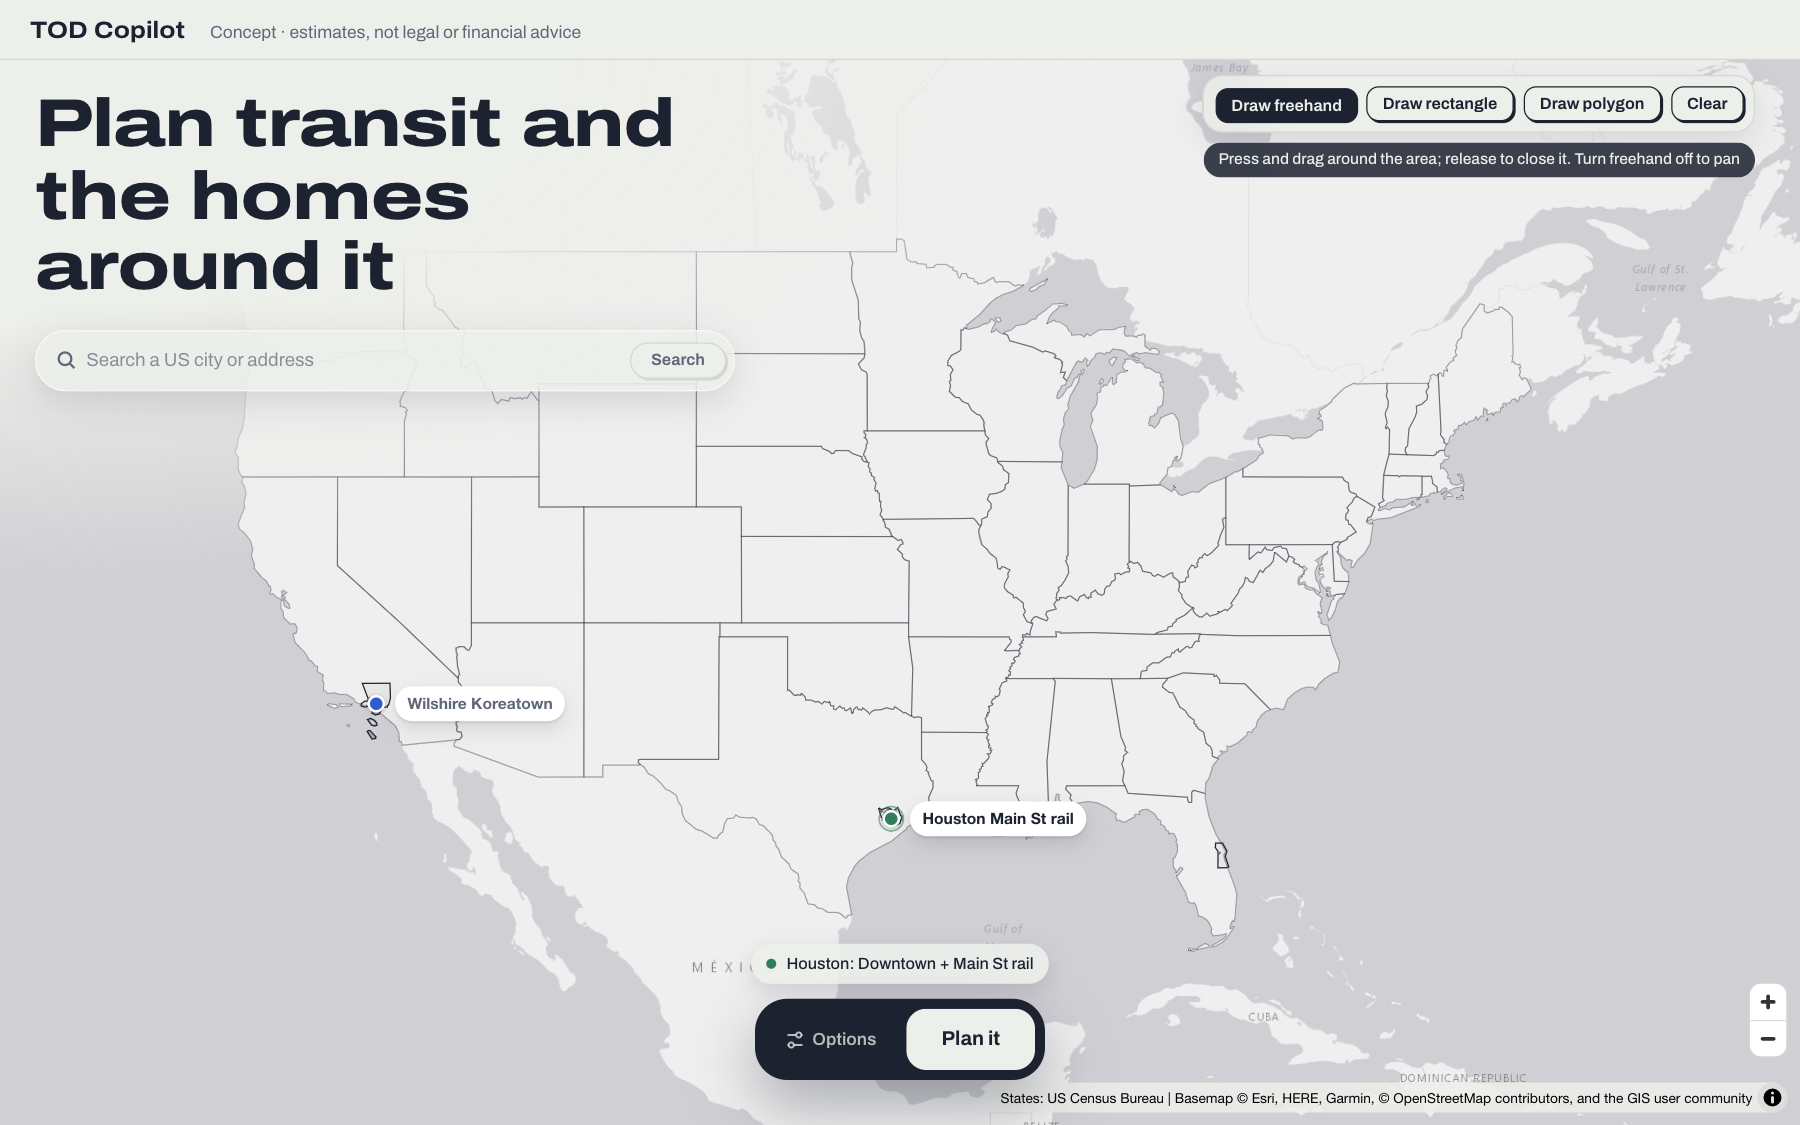 TOD Copilot
Concept · estimates, not legal or financial advice
Plan transit and
the homes
around it
Search a US city or address
Search
James Bay
Draw freehand
Draw rectangle
Draw polygon
Clear
Press and drag around the area; release to close it. Turn freehand off to pan
Gulf of St.
Lawrence
Wilshire Koreatown
Houston Main St rail
Gulf of
MÉXI
Houston: Downtown + Main St rail
Options
Plan it
CUBA
DOMINICAN REPUBLIC
States: US Census Bureau | Basemap © Esri, HERE, Garmin, © OpenStreetMap contributors, and the GIS user community